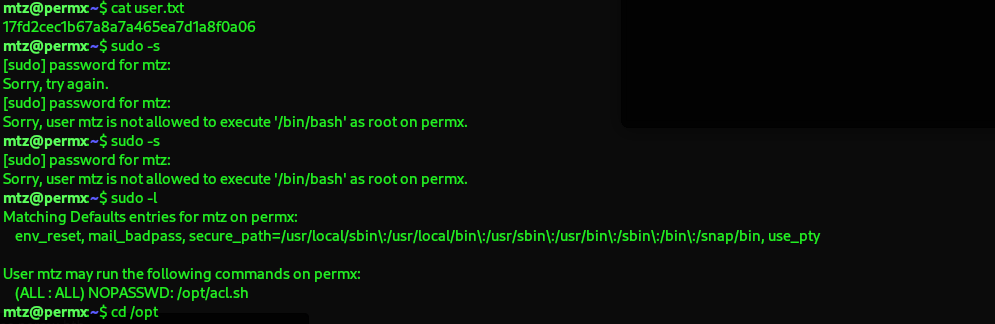 mtz@permx:~$ cat user.txt
17fd2cec1b67a8a7a465ea7d1a8f0a06
mtz@permx:~$ sudo -s
[sudo] password for mtz:
Sorry, try again.
[sudo] password for mtz:
Sorry, user mtz is not allowed to execute '/bin/bash' as root on permx.
mtz@permx:~$ sudo -s
[sudo] password for mtz:
Sorry, user mtz is not allowed to execute '/bin/bash' as root on permx.
mtz@permx:~$ sudo -l
Matching Defaults entries for mtz on permx:
    env_reset, mail_badpass, secure_path=/usr/local/sbin\:/usr/local/bin\:/usr/sbin\:/usr/bin\:/sbin\:/bin\:/snap/bin, use_pty
User mtz may run the following commands on permx:
    (ALL : ALL) NOPASSWD: /opt/acl.sh
mtz@permx:~$ cd /opt